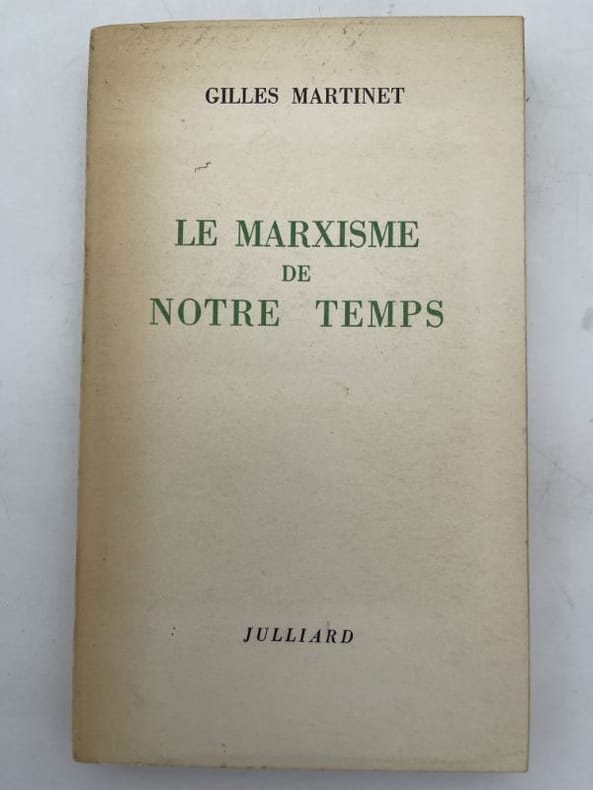 GILLES MARTINET
LE MARXISME
DE
NOTRE TEMPS
JULLIARD